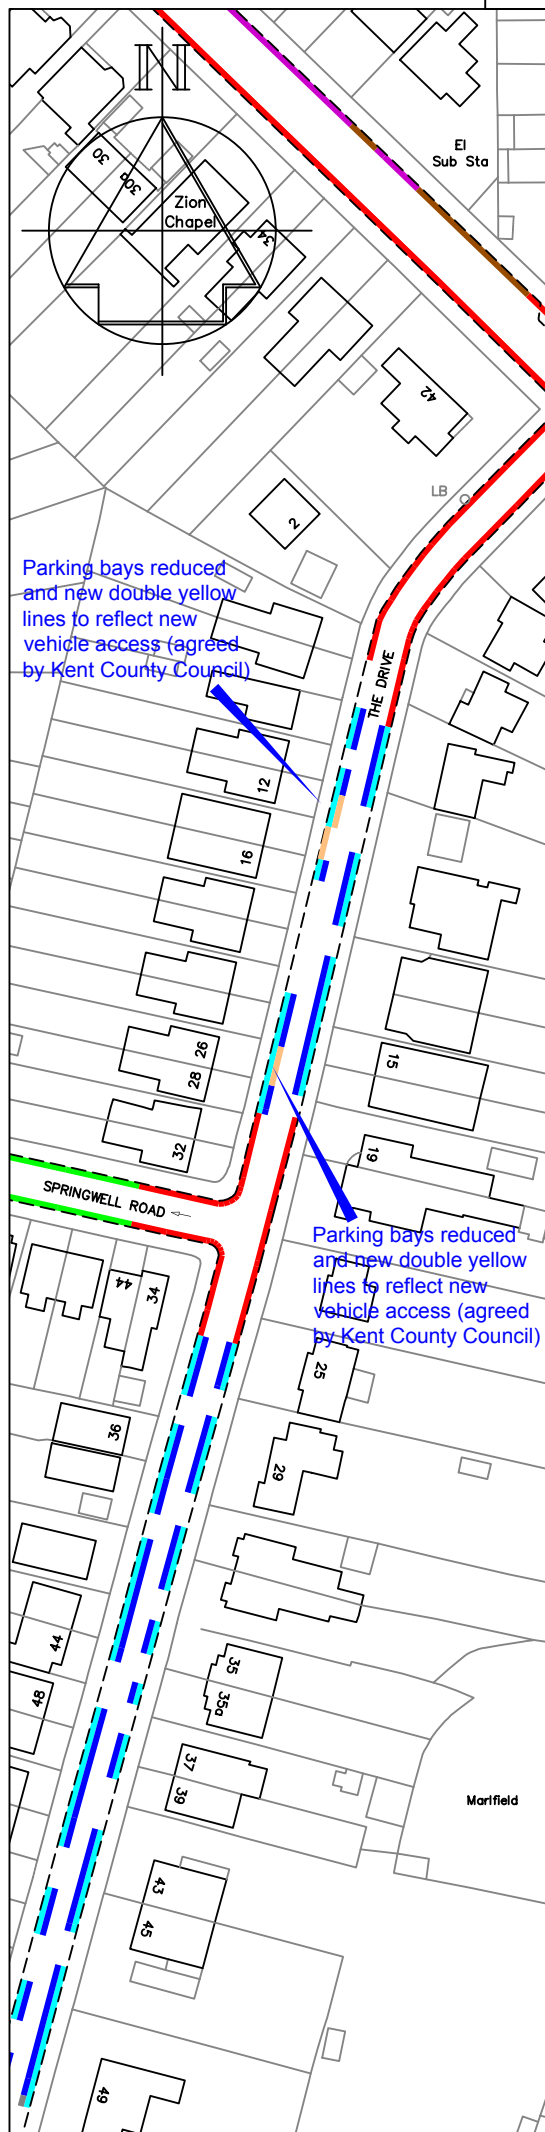 N
El
Sub Sta
30
30a
Zion
Chapel
34
42
LB
2
Parking bays reduced
and new double yellow
lines to reflect new
vehicle access (agreed
by Kent County Council)
THE DRIVE
12
16
26
28
15
32
19
SPRINGWELL ROAD
Parking bays reduced
and new double yellow
lines to reflect new
vehicle access (agreed
by Kent County Council)
44
34
25
36
29
44
35
35a
48
37
39
Marlfield
43
45
49